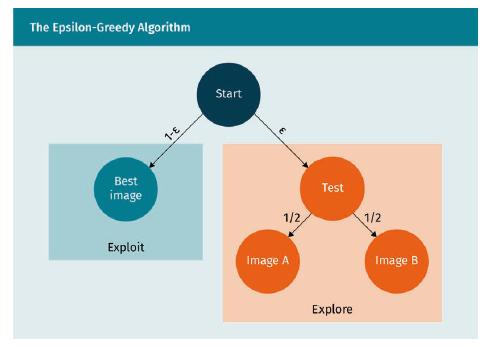 The Epsilon-Greedy Algorithm
Start
1-ε
ε
Best
image
Test
1/2
1/2
Exploit
Image A
Image B
Explore